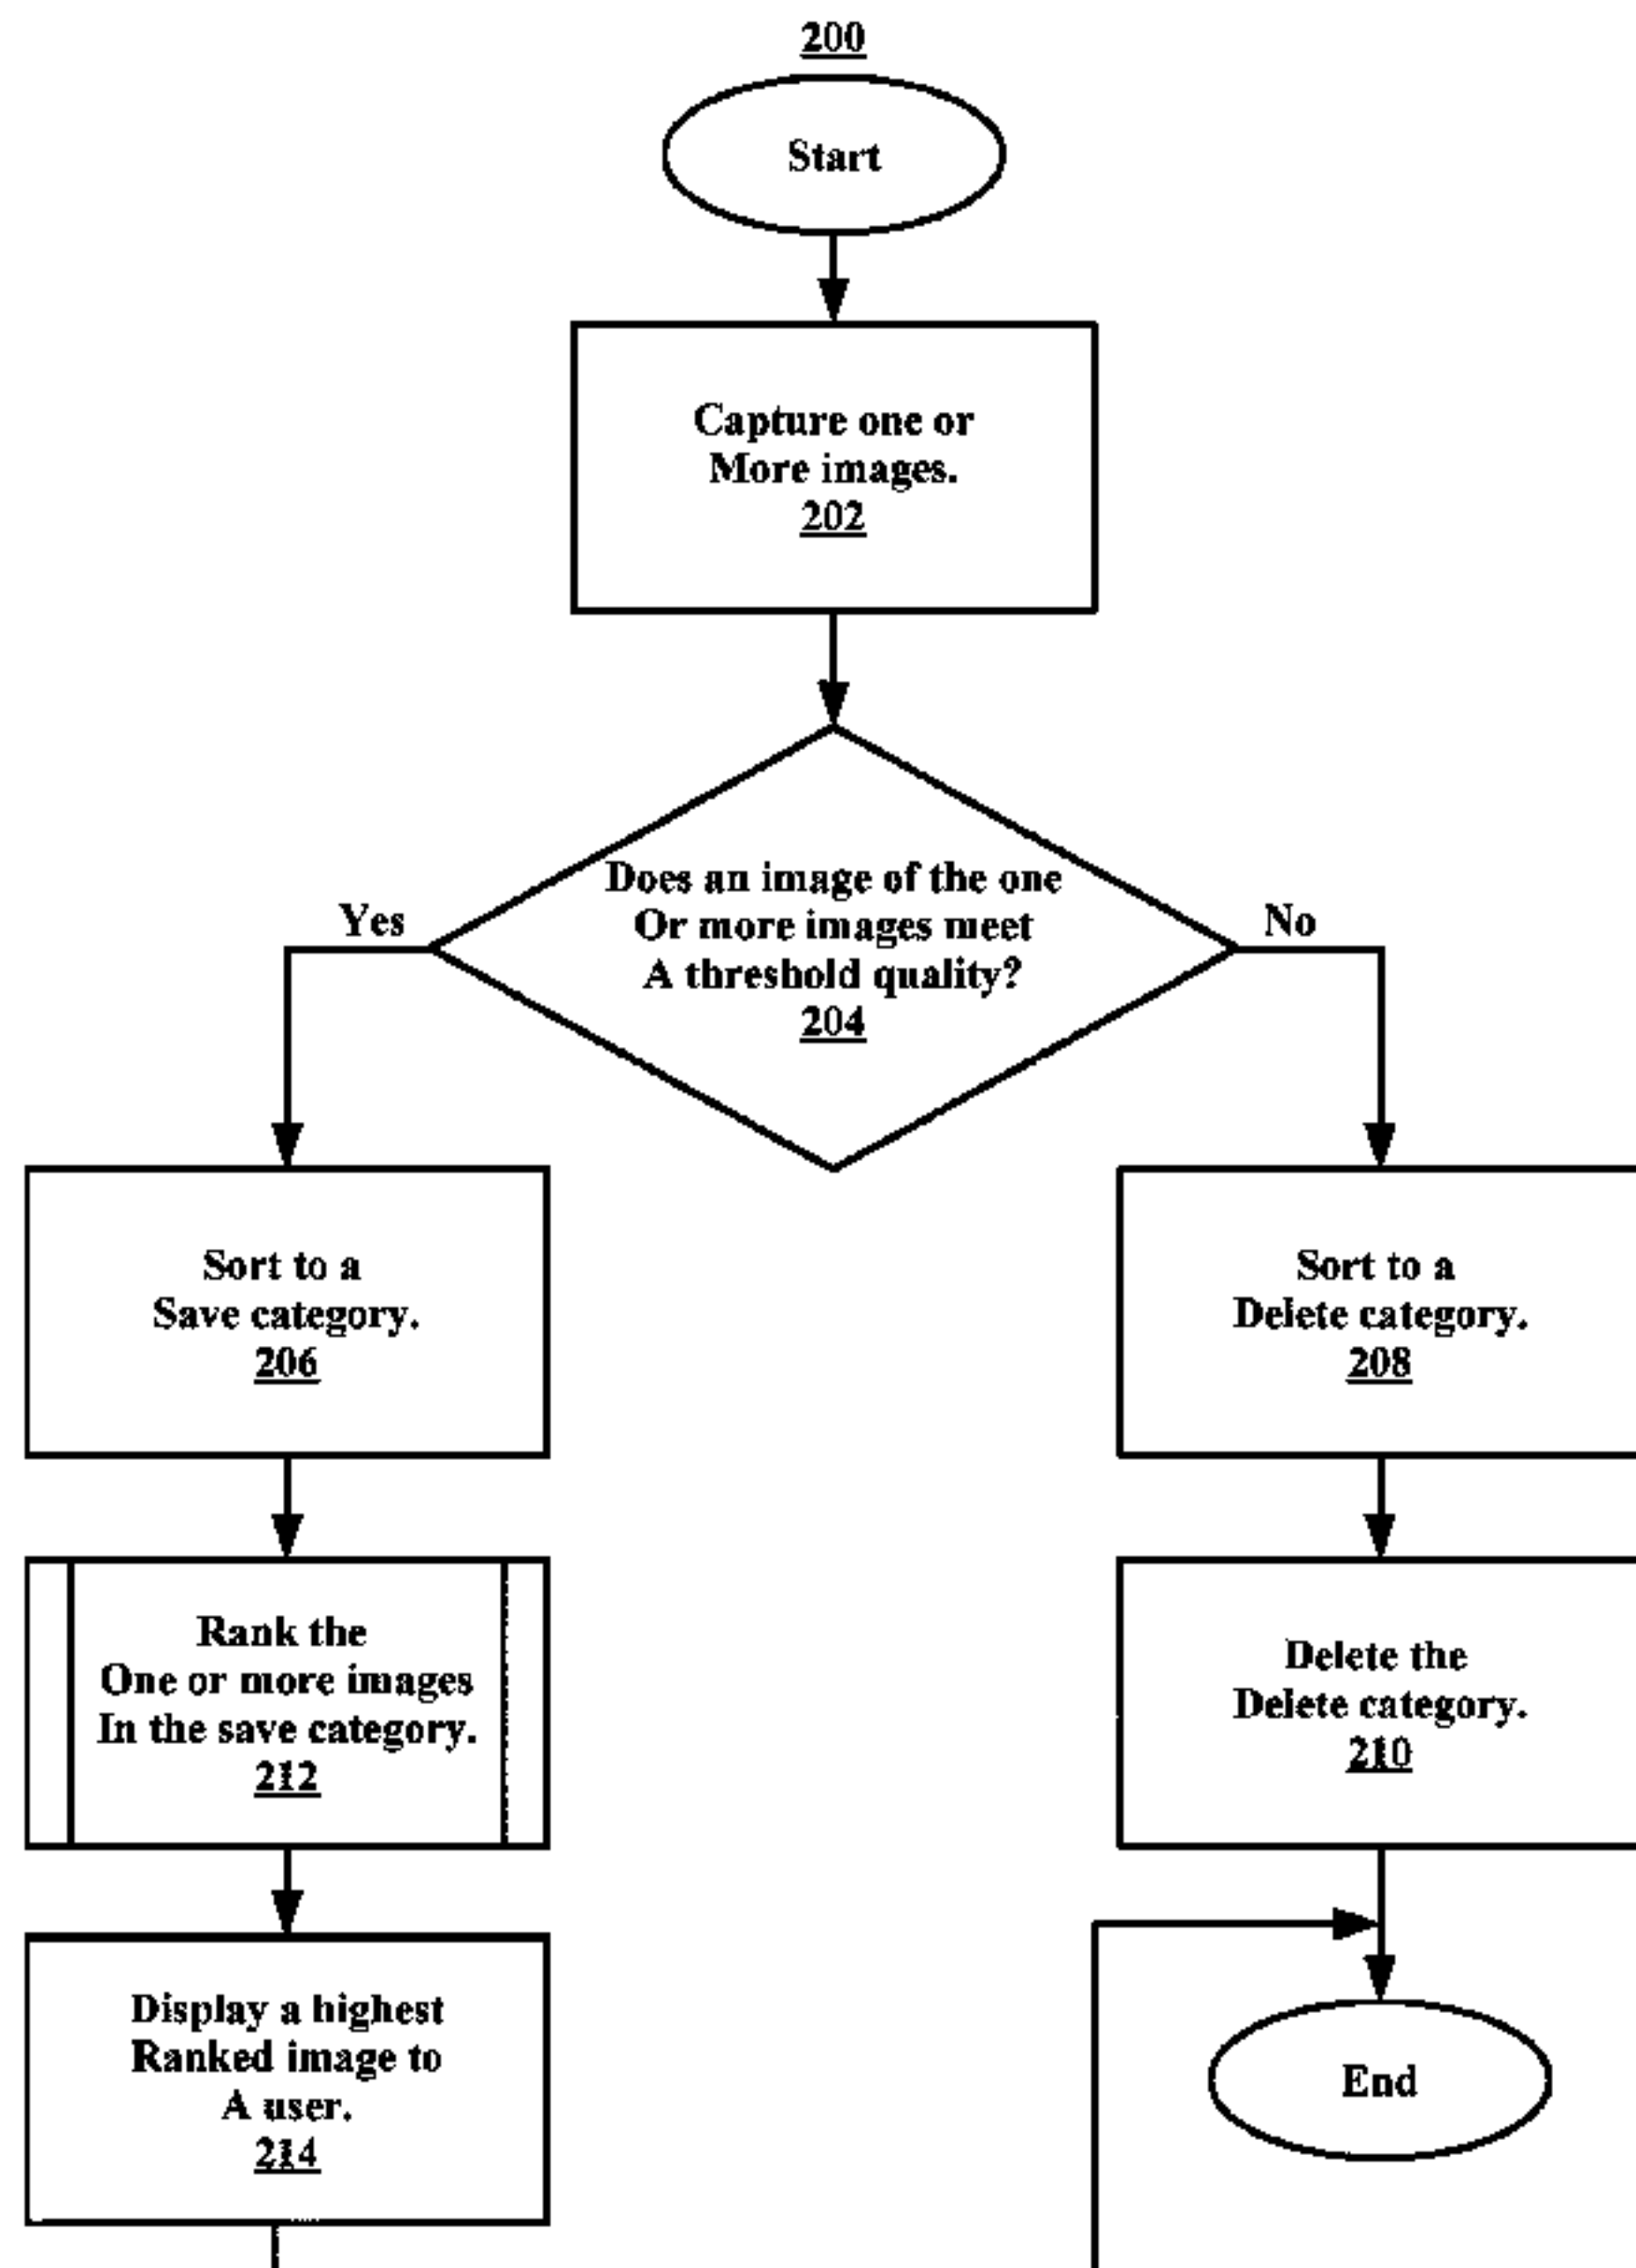 200
Start
Capture one or
More images.
202
Does an image of the one
Or more images meet
A threshold quality?
204
Yes
No
Sort to a
Save category.
206
Sort to a
Delete category.
208
Rank the
One or more images
In the save category.
212
Delete the
Delete category.
210
Display a highest
Ranked image to
A user.
214
End